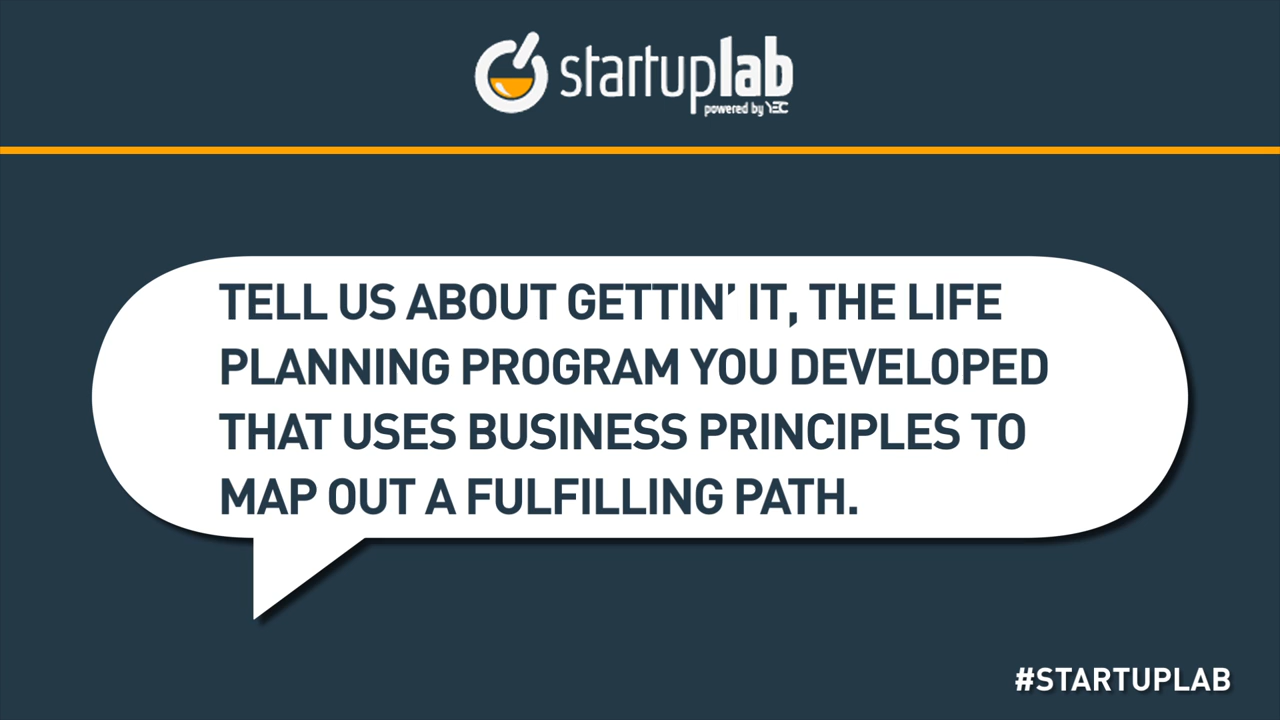 startuplab
powered by YEC
TELL US ABOUT GETTIN’ IT, THE LIFE
PLANNING PROGRAM YOU DEVELOPED
THAT USES BUSINESS PRINCIPLES TO
MAP OUT A FULFILLING PATH.
#STARTUPLAB